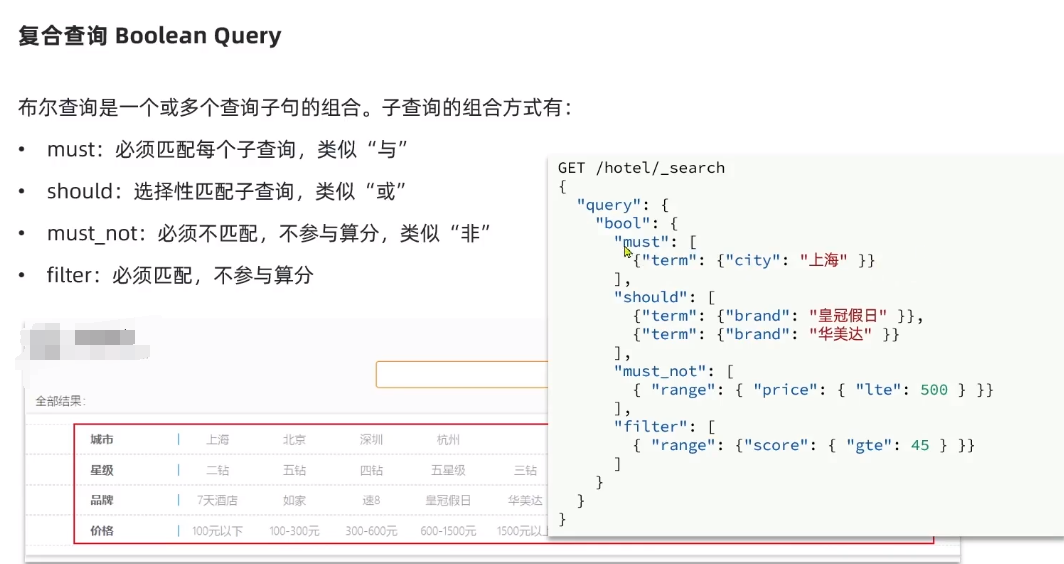 复合查询 Boolean Query
布尔查询是一个或多个查询子句的组合。子查询的组合方式有：
• must：必须匹配每个子查询，类似“与”
• should：选择性匹配子查询，类似“或”
• must_not：必须不匹配，不参与算分，类似“非”
• filter：必须匹配，不参与算分
GET /hotel/_search
{
  "query": {
    "bool": {
      "must": [
        {"term": {"city": "上海" }}
      ],
      "should": [
        {"term": {"brand": "皇冠假日" }},
        {"term": {"brand": "华美达" }}
      ],
      "must_not": [
        { "range": { "price": { "lte": 500 } }}
      ],
      "filter": [
        { "range": {"score": { "gte": 45 } }}
      ]
    }
  }
}
全部结果：
城市 | 上海 北京 深圳 杭州
星级 | 二钻 五钻 四钻 五星级 三钻
品牌 | 7天酒店 如家 速8 皇冠假日 华美达
价格 | 100元以下 100-300元 300-600元 600-1500元 1500元以